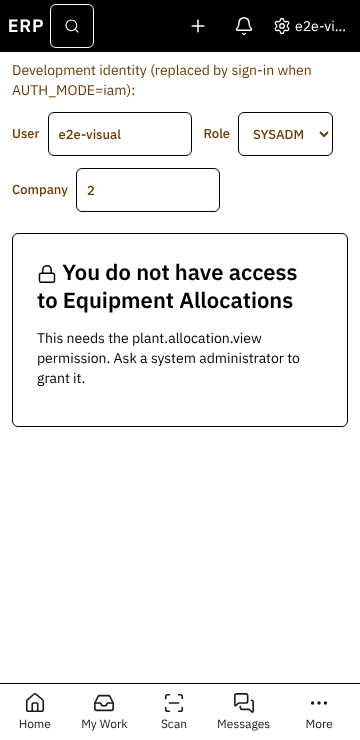 ERP
e2e-vi...
Development identity (replaced by sign-in when
AUTH_MODE=iam):
User e2e-visual Role SYSADM
Company 2
You do not have access
to Equipment Allocations
This needs the plant.allocation.view
permission. Ask a system administrator to
grant it.
Home My Work Scan Messages More